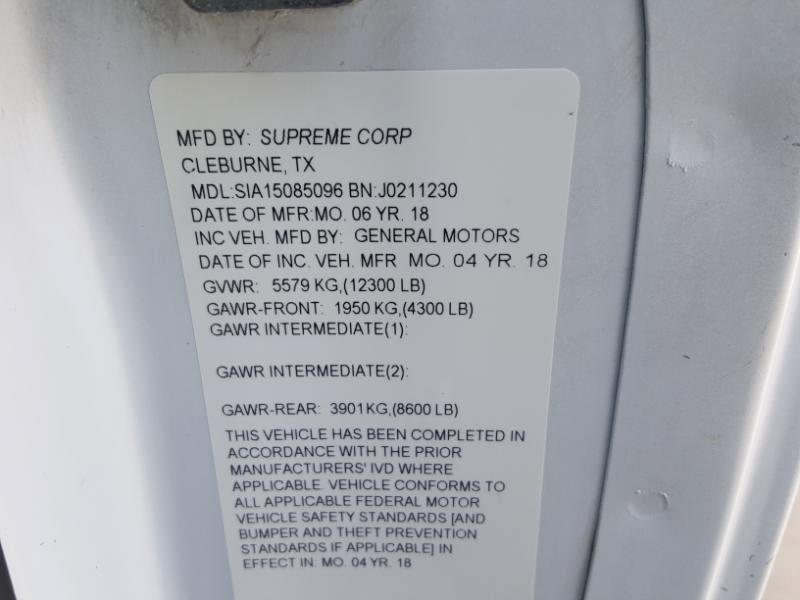 MFD BY: SUPREME CORP
CLEBURNE, TX
MDL:SIA15085096 BN:J0211230
DATE OF MFR:MO. 06 YR. 18
INC VEH. MFD BY: GENERAL MOTORS
DATE OF INC. VEH. MFR MO. 04 YR. 18
GVWR: 5579 KG,(12300 LB)
GAWR-FRONT: 1950 KG,(4300 LB)
GAWR INTERMEDIATE(1):
GAWR INTERMEDIATE(2):
GAWR-REAR: 3901KG,(8600 LB)
THIS VEHICLE HAS BEEN COMPLETED IN
ACCORDANCE WITH THE PRIOR
MANUFACTURERS' IVD WHERE
APPLICABLE. VEHICLE CONFORMS TO
ALL APPLICABLE FEDERAL MOTOR
VEHICLE SAFETY STANDARDS [AND
BUMPER AND THEFT PREVENTION
STANDARDS IF APPLICABLE] IN
EFFECT IN: MO. 04 YR. 18